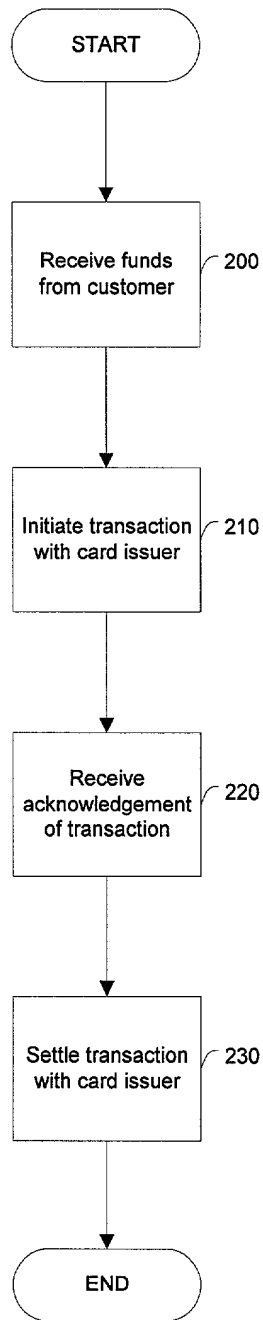 START
Receive funds
from customer
200
Initiate transaction
with card issuer
210
Receive
acknowledgement
of transaction
220
Settle transaction
with card issuer
230
END